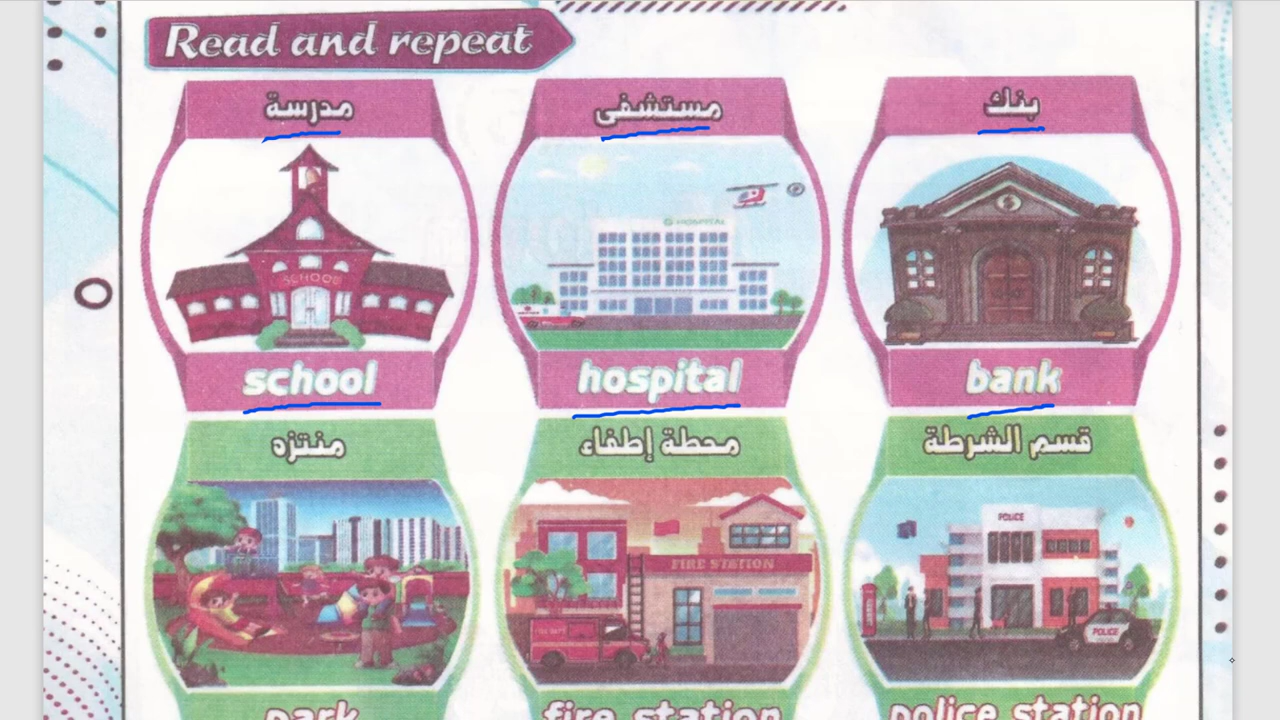 Read and repeat
مدرسة
مستشفى
بنك
SCHOOL
HOSPITAL
school
hospital
bank
منتزه
محطة إطفاء
قسم الشرطة
FIRE STATION
POLICE
POLICE
park
fire station
police station